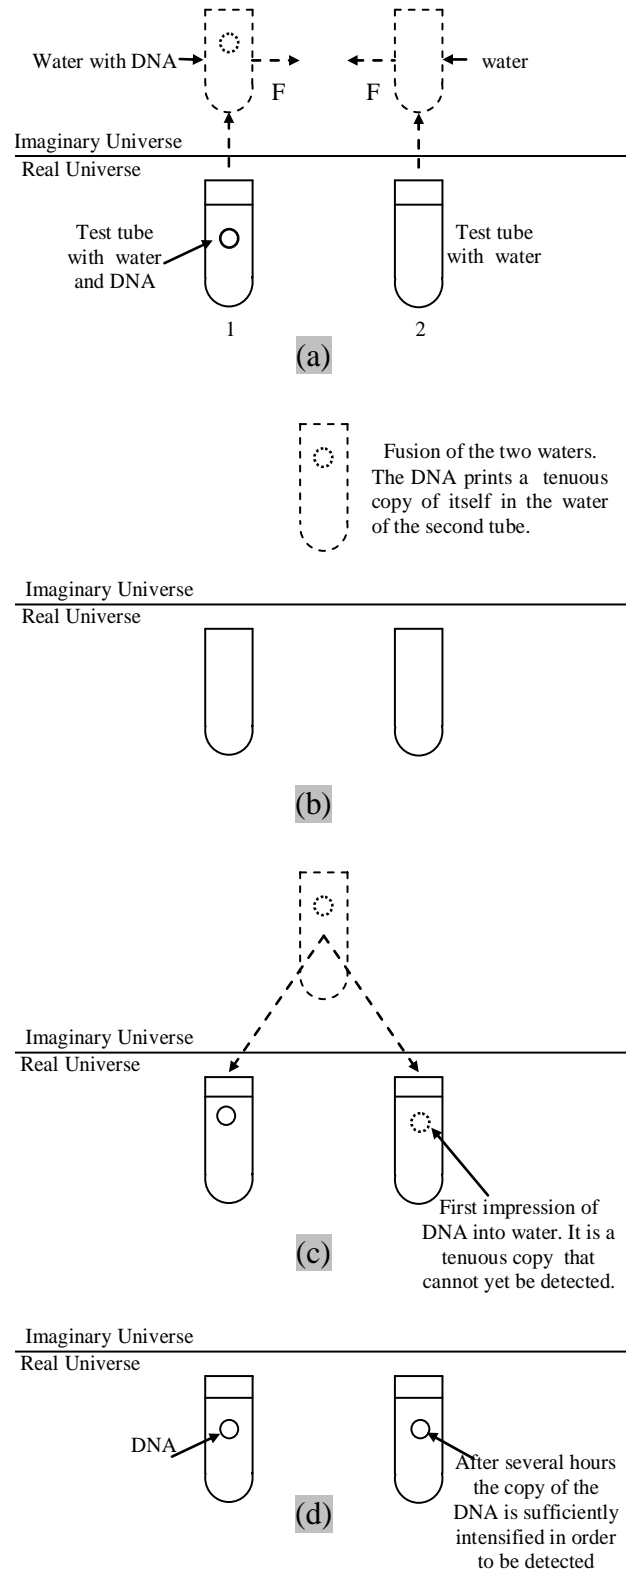 Water with DNA
water
F
F
Imaginary Universe
Real Universe
Test tube
with water
and DNA
Test tube
with water
1
2
(a)
Fusion of the two waters.
The DNA prints a tenuous
copy of itself in the water
of the second tube.
Imaginary Universe
Real Universe
(b)
Imaginary Universe
Real Universe
First impression of
DNA into water. It is a
tenuous copy that
cannot yet be detected.
(c)
Imaginary Universe
Real Universe
DNA
After several hours
the copy of the
DNA is sufficiently
intensified in order
to be detected
(d)